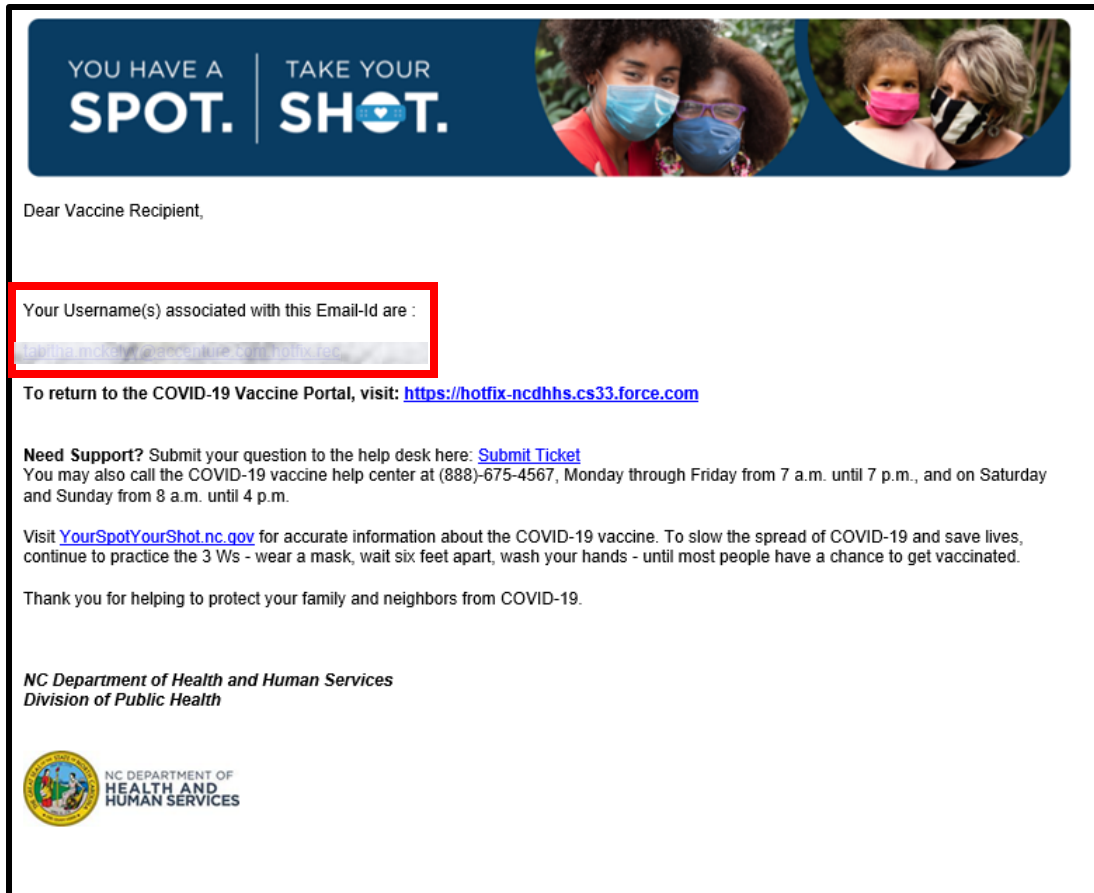 YOU HAVE A
SPOT.
TAKE YOUR
SHOT.
Dear Vaccine Recipient,
Your Username(s) associated with this Email-Id are :
To return to the COVID-19 Vaccine Portal, visit: https://hotfix-ncdhhs.cs33.force.com
Need Support? Submit your question to the help desk here: Submit Ticket
You may also call the COVID-19 vaccine help center at (888)-675-4567, Monday through Friday from 7 a.m. until 7 p.m., and on Saturday
and Sunday from 8 a.m. until 4 p.m.
Visit YourSpotYourShot.nc.gov for accurate information about the COVID-19 vaccine. To slow the spread of COVID-19 and save lives,
continue to practice the 3 Ws - wear a mask, wait six feet apart, wash your hands - until most people have a chance to get vaccinated.
Thank you for helping to protect your family and neighbors from COVID-19.
NC Department of Health and Human Services
Division of Public Health
NC DEPARTMENT OF
HEALTH AND
HUMAN SERVICES